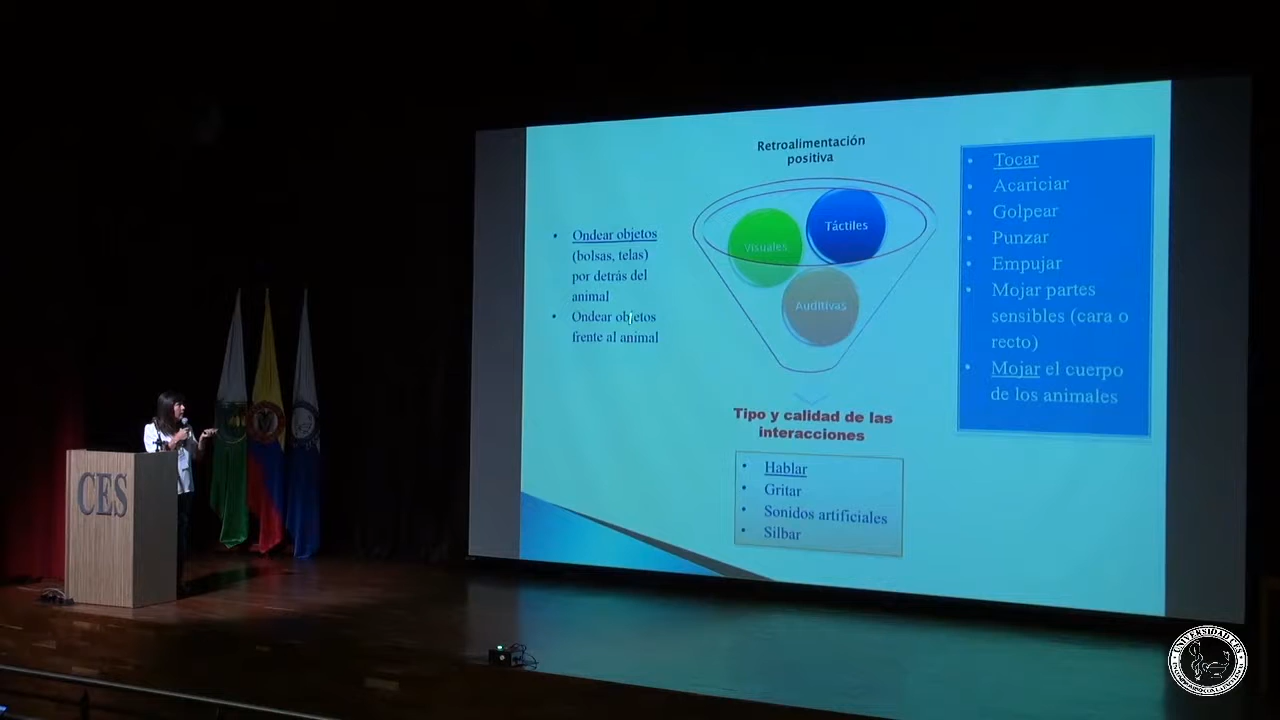 Retroalimentación
positiva
Visuales
Táctiles
Auditivas
Tipo y calidad de las
interacciones
• Ondear objetos
(bolsas, telas)
por detrás del
animal
• Ondear objetos
frente al animal
• Tocar
• Acariciar
• Golpear
• Punzar
• Empujar
• Mojar partes
sensibles (cara o
recto)
• Mojar el cuerpo
de los animales
• Hablar
• Gritar
• Sonidos artificiales
• Silbar
CES
UNIVERSIDAD CES